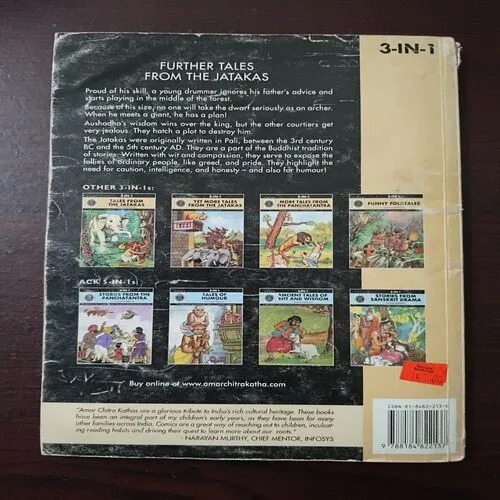 3-IN-1
FURTHER TALES
FROM THE JATAKAS
Proud of his skill, a young drummer ignores his father's advice and
starts playing in the middle of the forest.
Because of his size, no one will take the dwarf seriously as an archer.
When he meets a giant, he has a plan!
Aushadha's wisdom wins over the king, but the other courtiers get
very jealous. They hatch a plot to destroy him.
The Jatakas were originally written in Pali, between the 3rd century
BC and the 5th century AD. They are a part of the Buddhist tradition
of stories. Written with wit and compassion, they serve to expose the
follies of ordinary people, like greed, and pride. They highlight the
need for caution, intelligence, and honesty – and also for humour!
OTHER 3-IN-1s:
TALES FROM
THE JATAKAS
YET MORE TALES
FROM THE JATAKAS
MORE TALES FROM
THE PANCHATANTRA
FUNNY FOLKTALES
ACK 5-IN-1s:
STORIES FROM THE
PANCHATANTRA
TALES OF
HUMOUR
ANCIENT TALES OF
WIT AND WISDOM
STORIES FROM
SANSKRIT DRAMA
Buy online at www.amarchitrakatha.com
"Amar Chitra Kathas are a glorious tribute to India's rich cultural heritage. These books
have been an integral part of my children's early years, as they have been for many
other families across India. Comics are a great way of reaching out to children, inculcat-
ing reading habits and driving their quest to learn more about our roots."
- NARAYAN MURTHY, CHIEF MENTOR, INFOSYS